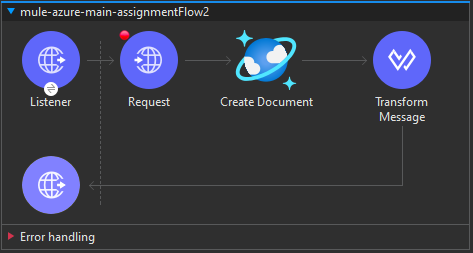 mule-azure-main-assignmentFlow2
Listener
Request
Create Document
Transform
Message
Error handling